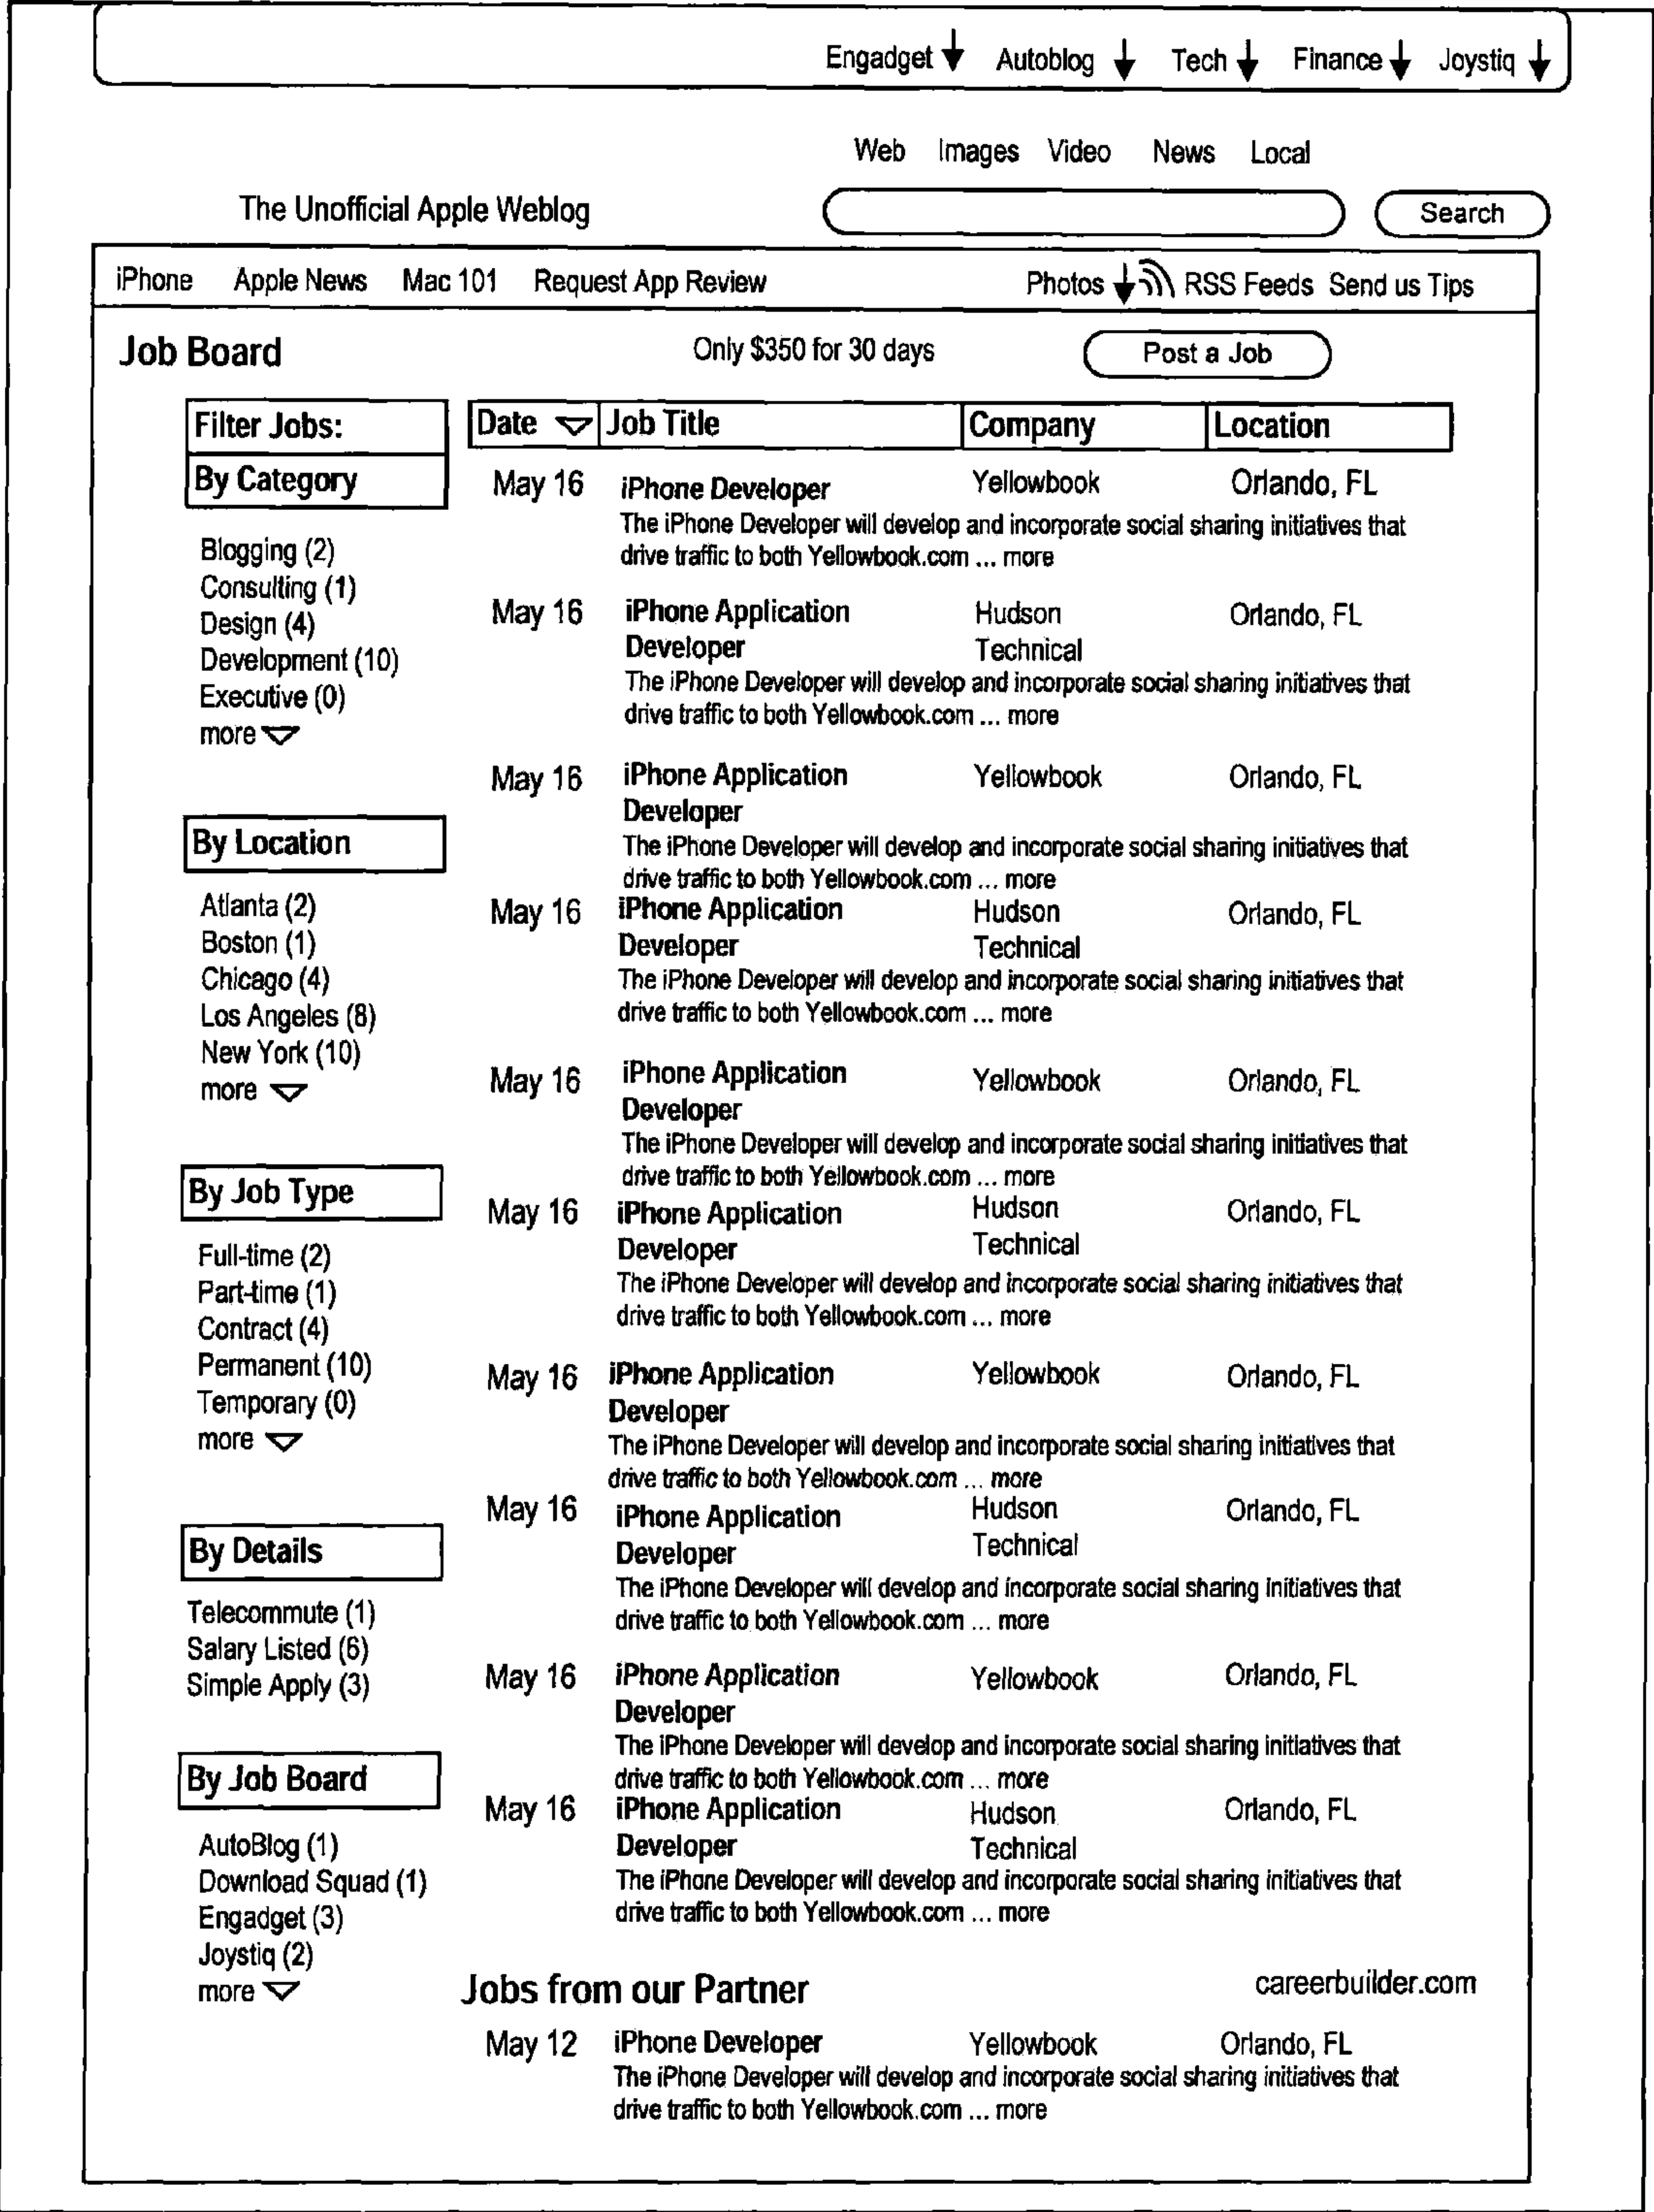 Engadget Autoblog Tech Finance Joystiq
Web Images Video News Local
The Unofficial Apple Weblog
Search
iPhone Apple News Mac 101 Request App Review Photos RSS Feeds Send us Tips
Job Board Only $350 for 30 days Post a Job
Filter Jobs:
By Category
Blogging (2)
Consulting (1)
Design (4)
Development (10)
Executive (0)
more
By Location
Atlanta (2)
Boston (1)
Chicago (4)
Los Angeles (8)
New York (10)
more
By Job Type
Full-time (2)
Part-time (1)
Contract (4)
Permanent (10)
Temporary (0)
more
By Details
Telecommute (1)
Salary Listed (6)
Simple Apply (3)
By Job Board
AutoBlog (1)
Download Squad (1)
Engadget (3)
Joystiq (2)
more
Date Job Title Company Location
May 16 iPhone Developer Yellowbook Orlando, FL
The iPhone Developer will develop and incorporate social sharing initiatives that
drive traffic to both Yellowbook.com ... more
May 16 iPhone Application Hudson Orlando, FL
Developer Technical
The iPhone Developer will develop and incorporate social sharing initiatives that
drive traffic to both Yellowbook.com ... more
May 16 iPhone Application Yellowbook Orlando, FL
Developer
The iPhone Developer will develop and incorporate social sharing initiatives that
drive traffic to both Yellowbook.com ... more
May 16 iPhone Application Hudson Orlando, FL
Developer Technical
The iPhone Developer will develop and incorporate social sharing initiatives that
drive traffic to both Yellowbook.com ... more
May 16 iPhone Application Yellowbook Orlando, FL
Developer
The iPhone Developer will develop and incorporate social sharing initiatives that
drive traffic to both Yellowbook.com ... more
May 16 iPhone Application Hudson Orlando, FL
Developer Technical
The iPhone Developer will develop and incorporate social sharing initiatives that
drive traffic to both Yellowbook.com ... more
May 16 iPhone Application Yellowbook Orlando, FL
Developer
The iPhone Developer will develop and incorporate social sharing initiatives that
drive traffic to both Yellowbook.com ... more
May 16 iPhone Application Hudson Orlando, FL
Developer Technical
The iPhone Developer will develop and incorporate social sharing initiatives that
drive traffic to both Yellowbook.com ... more
May 16 iPhone Application Yellowbook Orlando, FL
Developer
The iPhone Developer will develop and incorporate social sharing initiatives that
drive traffic to both Yellowbook.com ... more
May 16 iPhone Application Hudson Orlando, FL
Developer Technical
The iPhone Developer will develop and incorporate social sharing initiatives that
drive traffic to both Yellowbook.com ... more
Jobs from our Partner careerbuilder.com
May 12 iPhone Developer Yellowbook Orlando, FL
The iPhone Developer will develop and incorporate social sharing initiatives that
drive traffic to both Yellowbook.com ... more